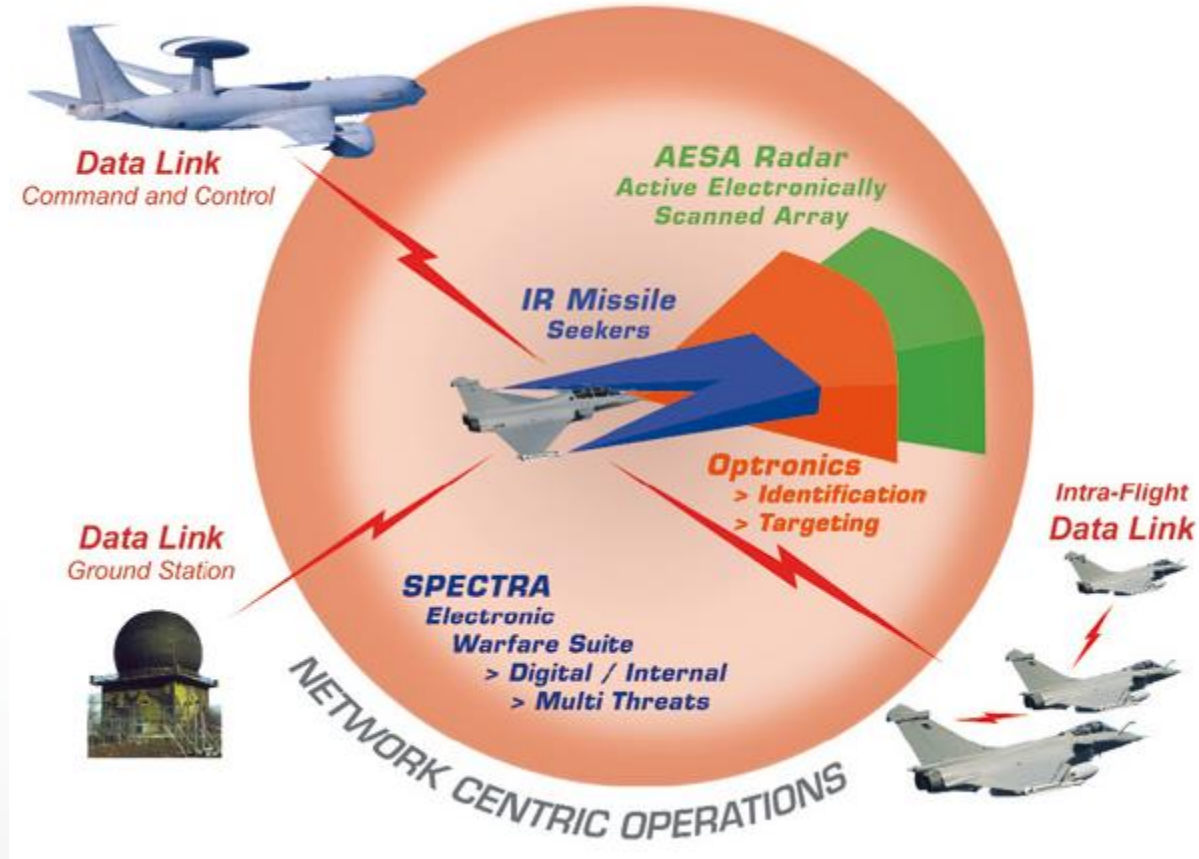 Data Link
Command and Control
AESA Radar
Active Electronically
Scanned Array
IR Missile
Seekers
Optronics
> Identification
> Targeting
Intra-Flight
Data Link
Data Link
Ground Station
SPECTRA
Electronic
Warfare Suite
> Digital / Internal
> Multi Threats
NETWORK CENTRIC OPERATIONS